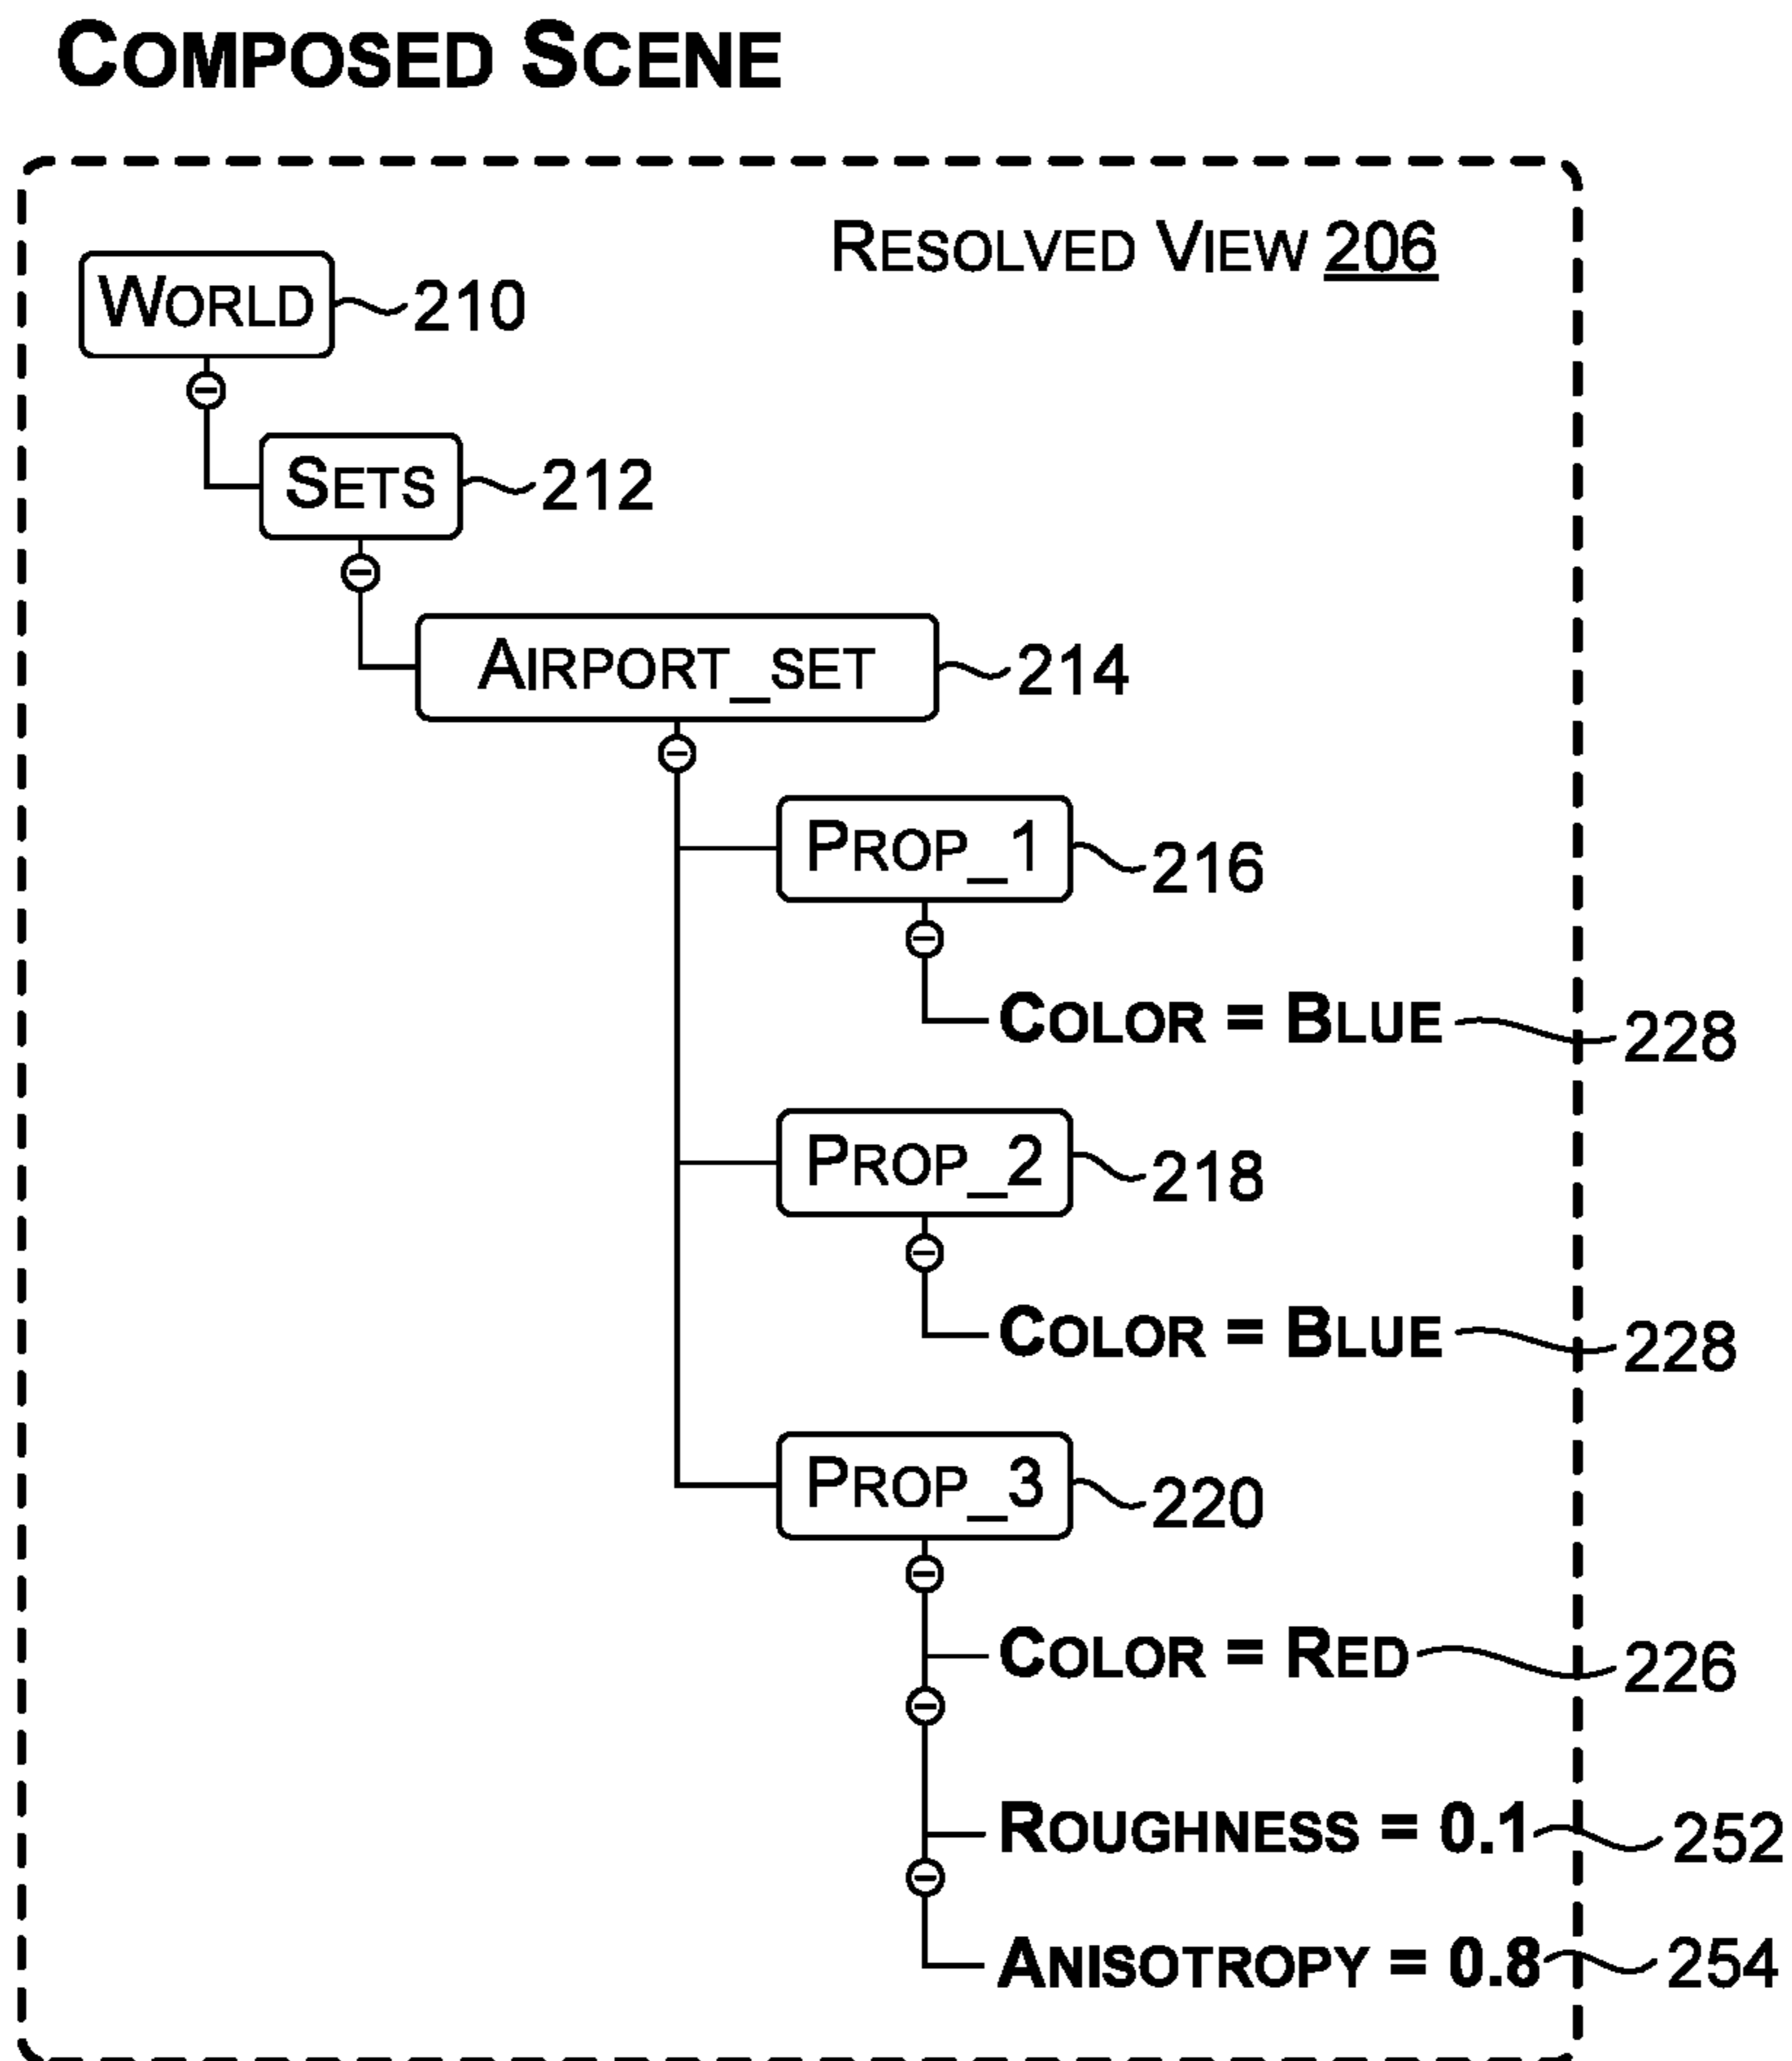 COMPOSED SCENE
RESOLVED VIEW 206
WORLD 210
SETS 212
AIRPORT_SET 214
PROP_1 216
COLOR = BLUE 228
PROP_2 218
COLOR = BLUE 228
PROP_3 220
COLOR = RED 226
ROUGHNESS = 0.1 252
ANISOTROPY = 0.8 254